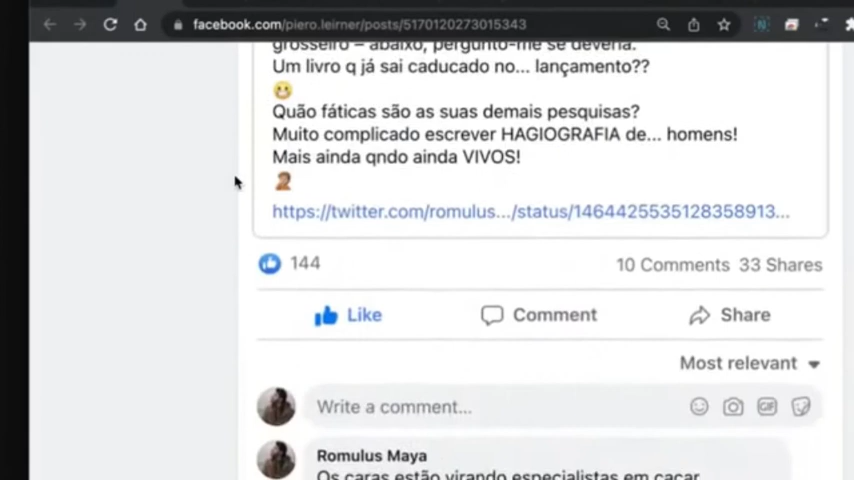 facebook.com/piero.leirner/posts/5170120273015343
grosseiro – abaixo, pergunto-me se deveria.
Um livro q já sai caducado no... lançamento??
Quão fáticas são as suas demais pesquisas?
Muito complicado escrever HAGIOGRAFIA de... homens!
Mais ainda qndo ainda VIVOS!
https://twitter.com/romulus.../status/1464425535128358913...
144
10 Comments 33 Shares
Like Comment Share
Most relevant
Write a comment...
GIF
Romulus Maya
Os caras estão virando especialistas em caçar